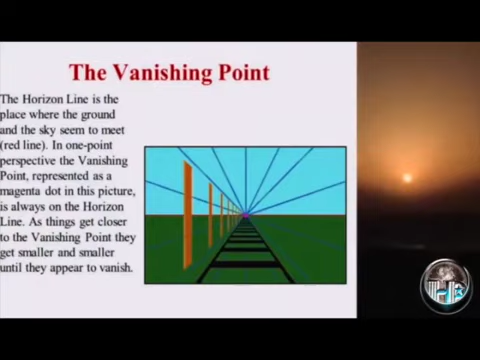 The Vanishing Point
The Horizon Line is the
place where the ground
and the sky seem to meet
(red line). In one-point
perspective the Vanishing
Point, represented as a
magenta dot in this picture,
is always on the Horizon
Line. As things get closer
to the Vanishing Point they
get smaller and smaller
until they appear to vanish.